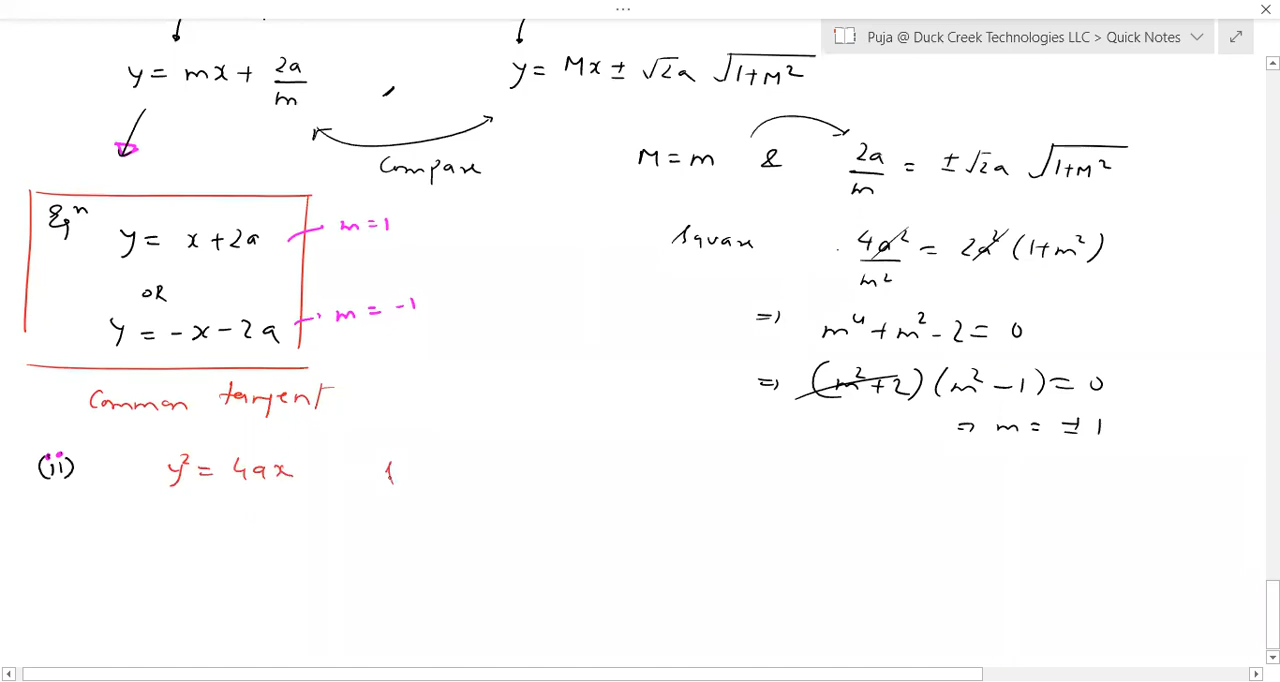 ...
Puja @ Duck Creek Technologies LLC > Quick Notes
y = mx + 2a/m , y = Mx ± √2a √1+M²
Compare
M = m & 2a/m = ± √2a √1+M²
Square 4a²/m² = 2a² (1+m²)
=) m⁴ + m² - 2 = 0
=) (m²+2) (m² - 1) = 0
=) m = ± 1
Eqⁿ y = x + 2a m = 1
OR
y = - x - 2a m = -1
Common tangent
(ii) y² = 4ax